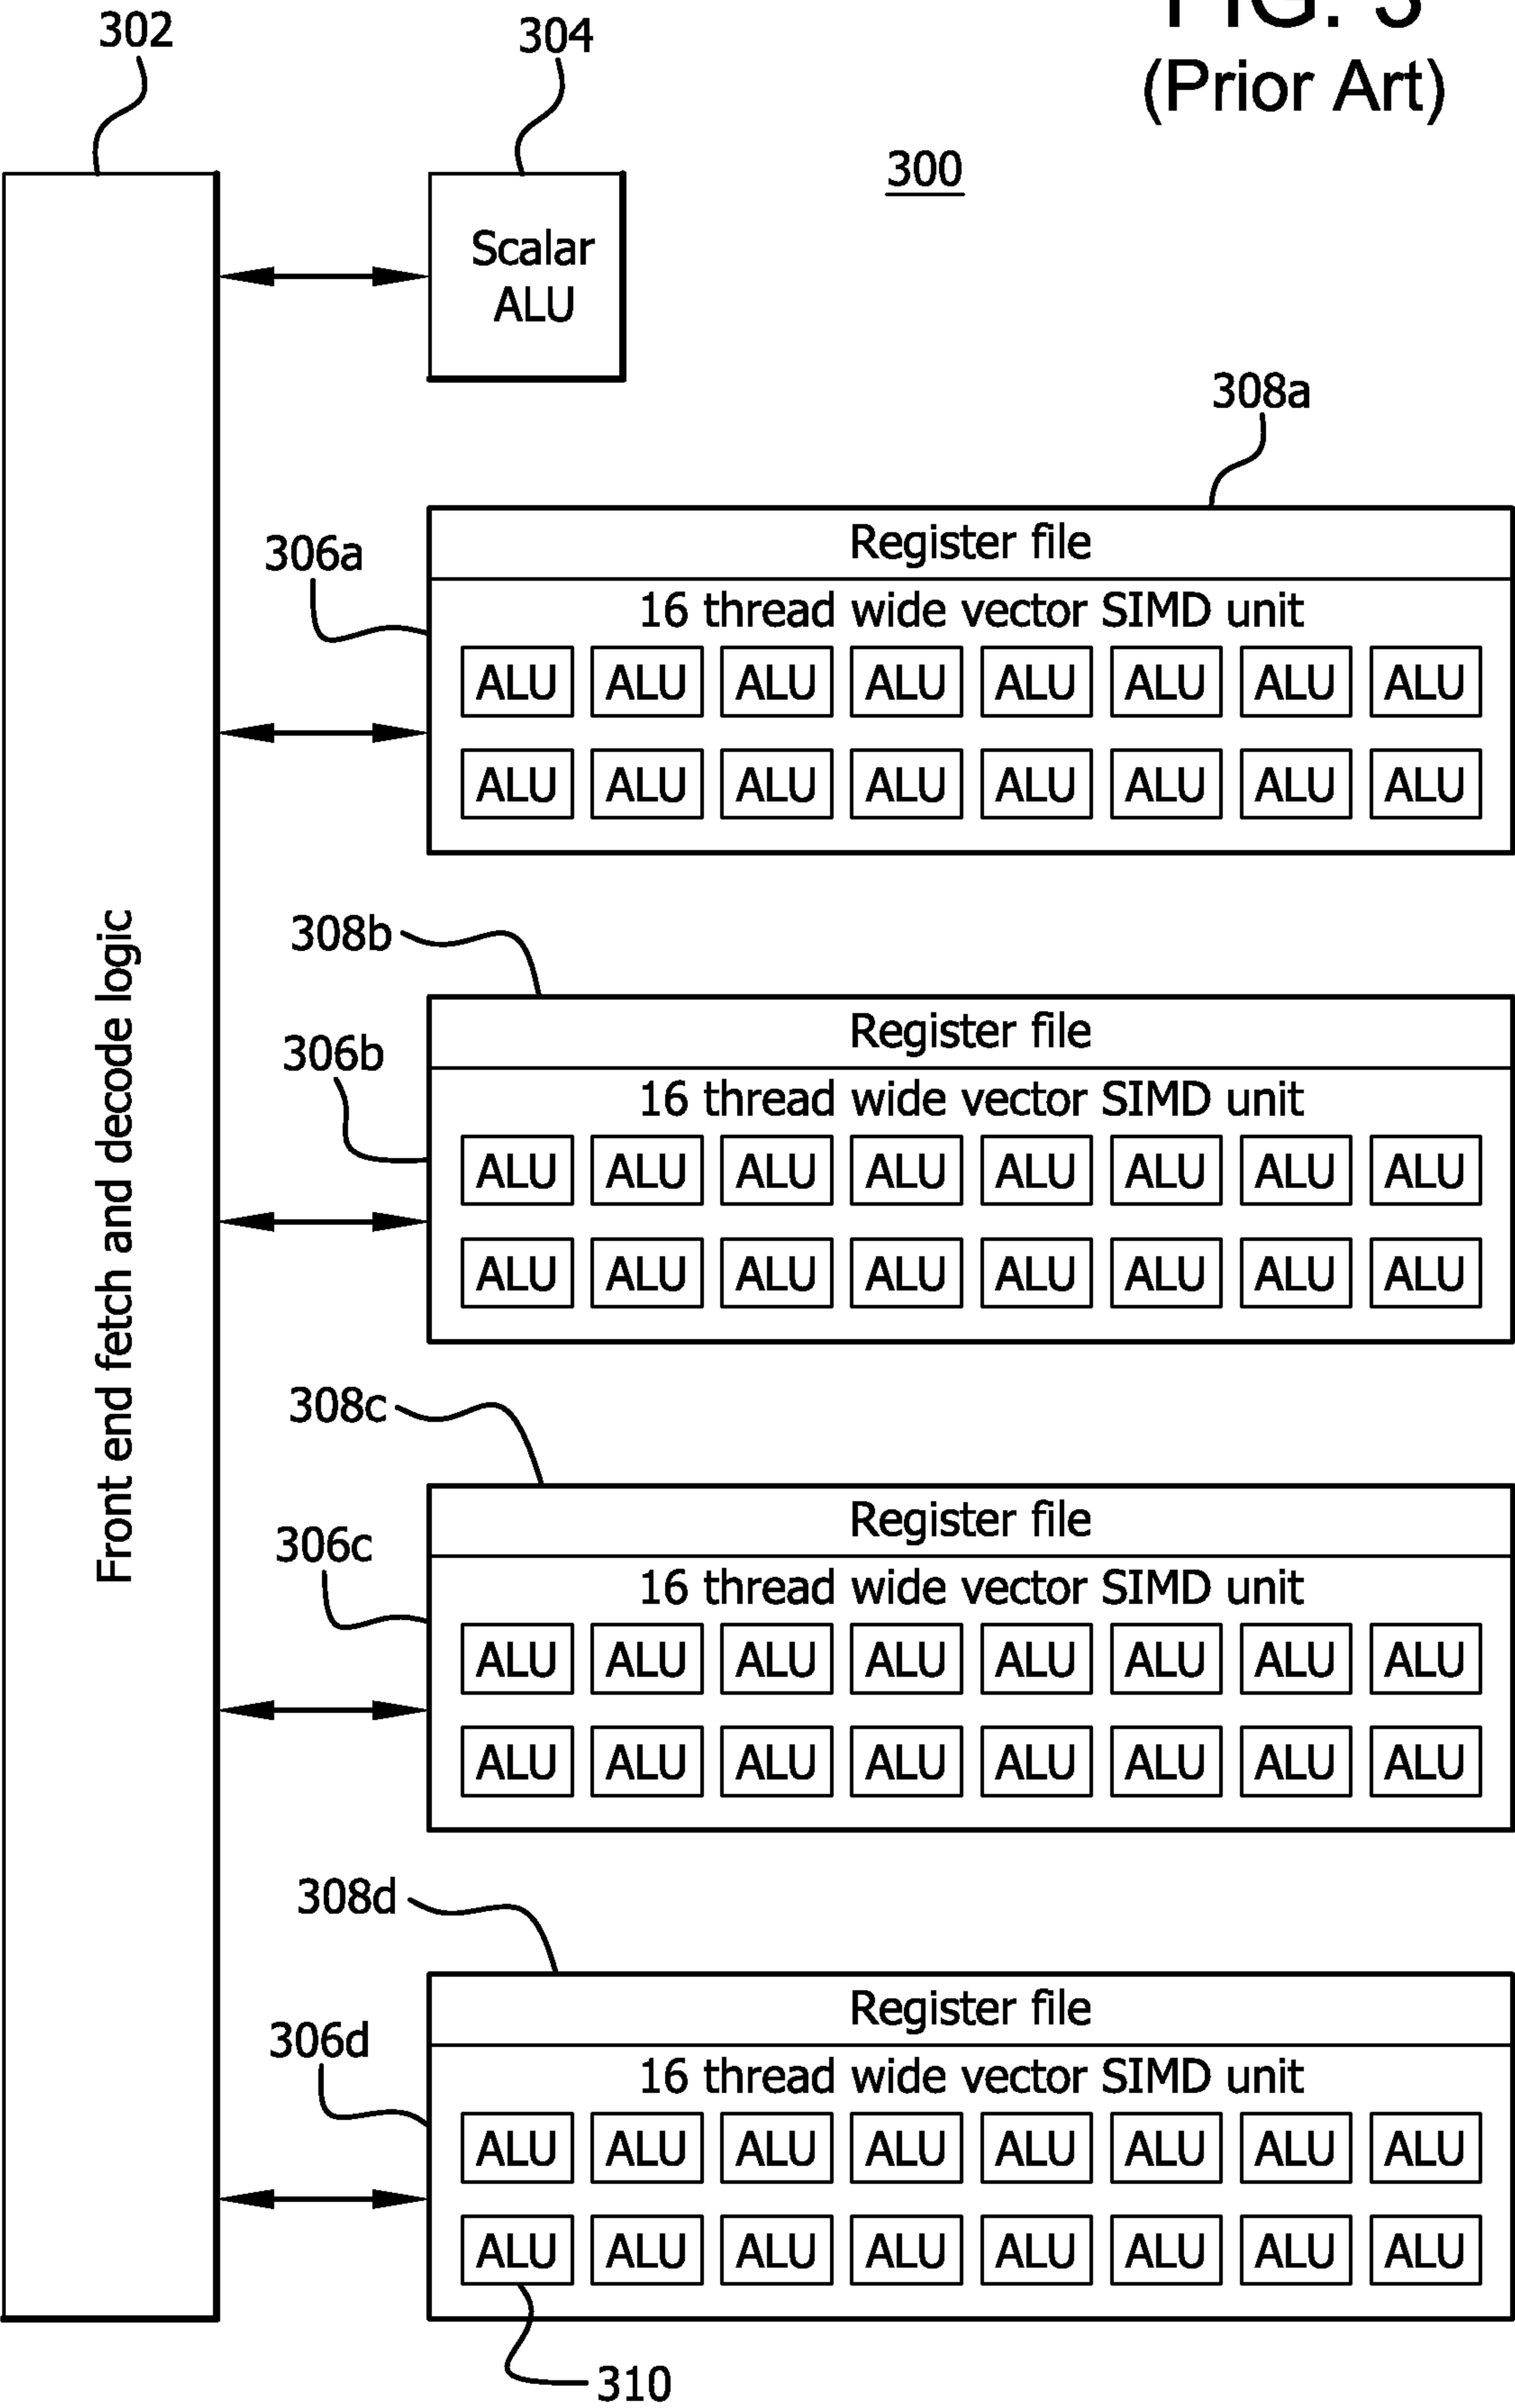 302
304
FIG. 3
(Prior Art)
300
Scalar
ALU
308a
Register file
306a
16 thread wide vector SIMD unit
ALU ALU ALU ALU ALU ALU ALU ALU
ALU ALU ALU ALU ALU ALU ALU ALU
Front end fetch and decode logic
308b
Register file
306b
16 thread wide vector SIMD unit
ALU ALU ALU ALU ALU ALU ALU ALU
ALU ALU ALU ALU ALU ALU ALU ALU
308c
Register file
306c
16 thread wide vector SIMD unit
ALU ALU ALU ALU ALU ALU ALU ALU
ALU ALU ALU ALU ALU ALU ALU ALU
308d
Register file
306d
16 thread wide vector SIMD unit
ALU ALU ALU ALU ALU ALU ALU ALU
ALU ALU ALU ALU ALU ALU ALU ALU
310